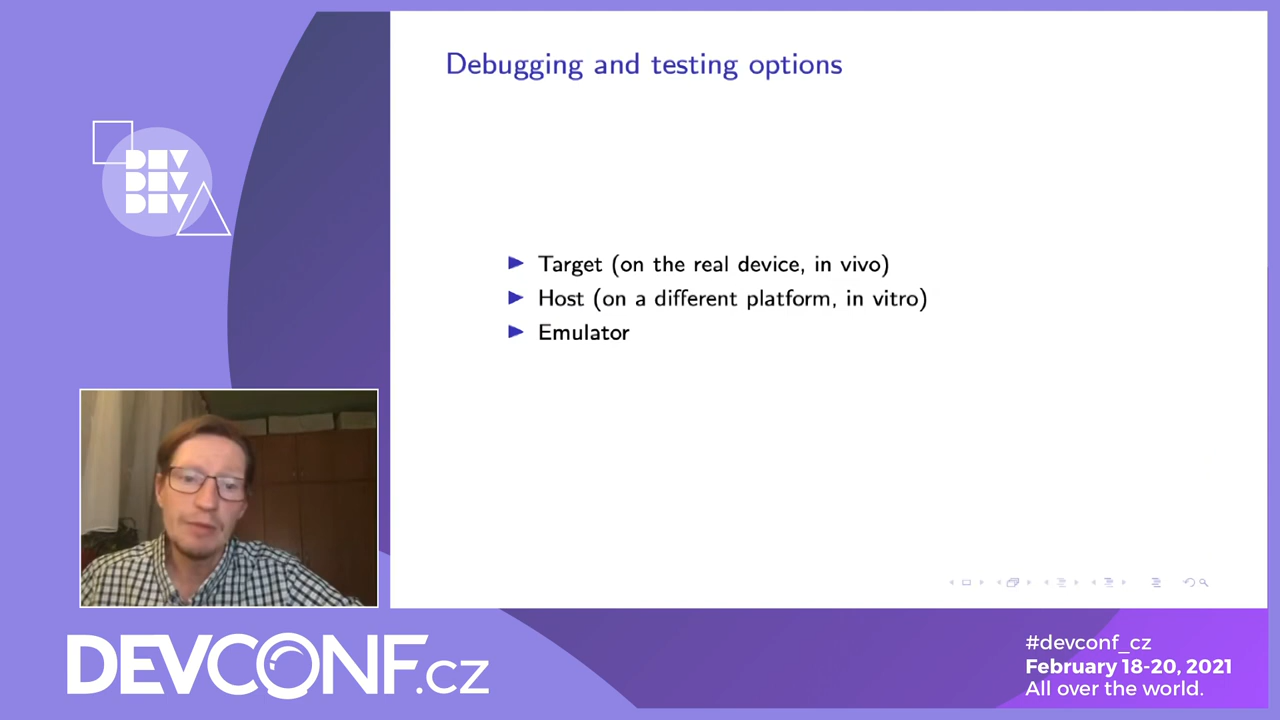 Debugging and testing options
DEV
DEV
DEV
Target (on the real device, in vivo)
Host (on a different platform, in vitro)
Emulator
DEVCONF.cz
#devconf_cz
February 18-20, 2021
All over the world.